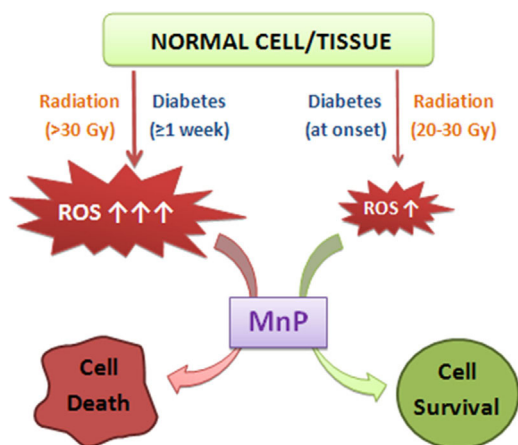 NORMAL CELL/TISSUE
Radiation
(>30 Gy)
Diabetes
(≥1 week)
Diabetes
(at onset)
Radiation
(20-30 Gy)
ROS ↑↑↑
ROS ↑
MnP
Cell
Death
Cell
Survival